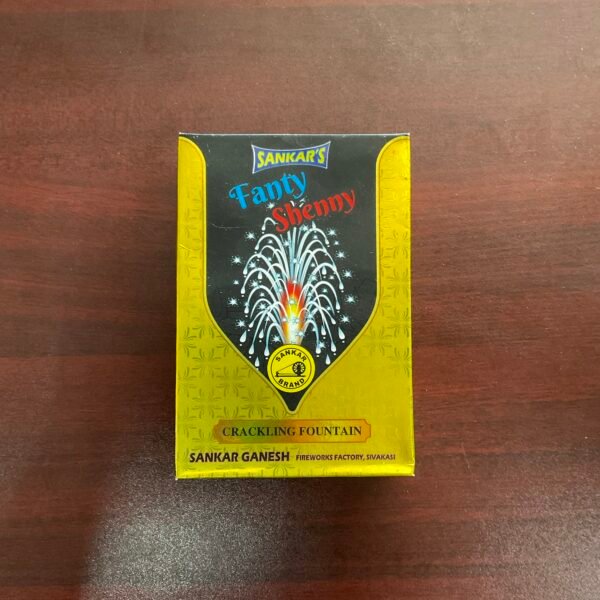 SANKAR'S
Fanty
Shenny
SANKAR
BRAND
CRACKLING FOUNTAIN
SANKAR GANESH FIREWORKS FACTORY, SIVAKASI